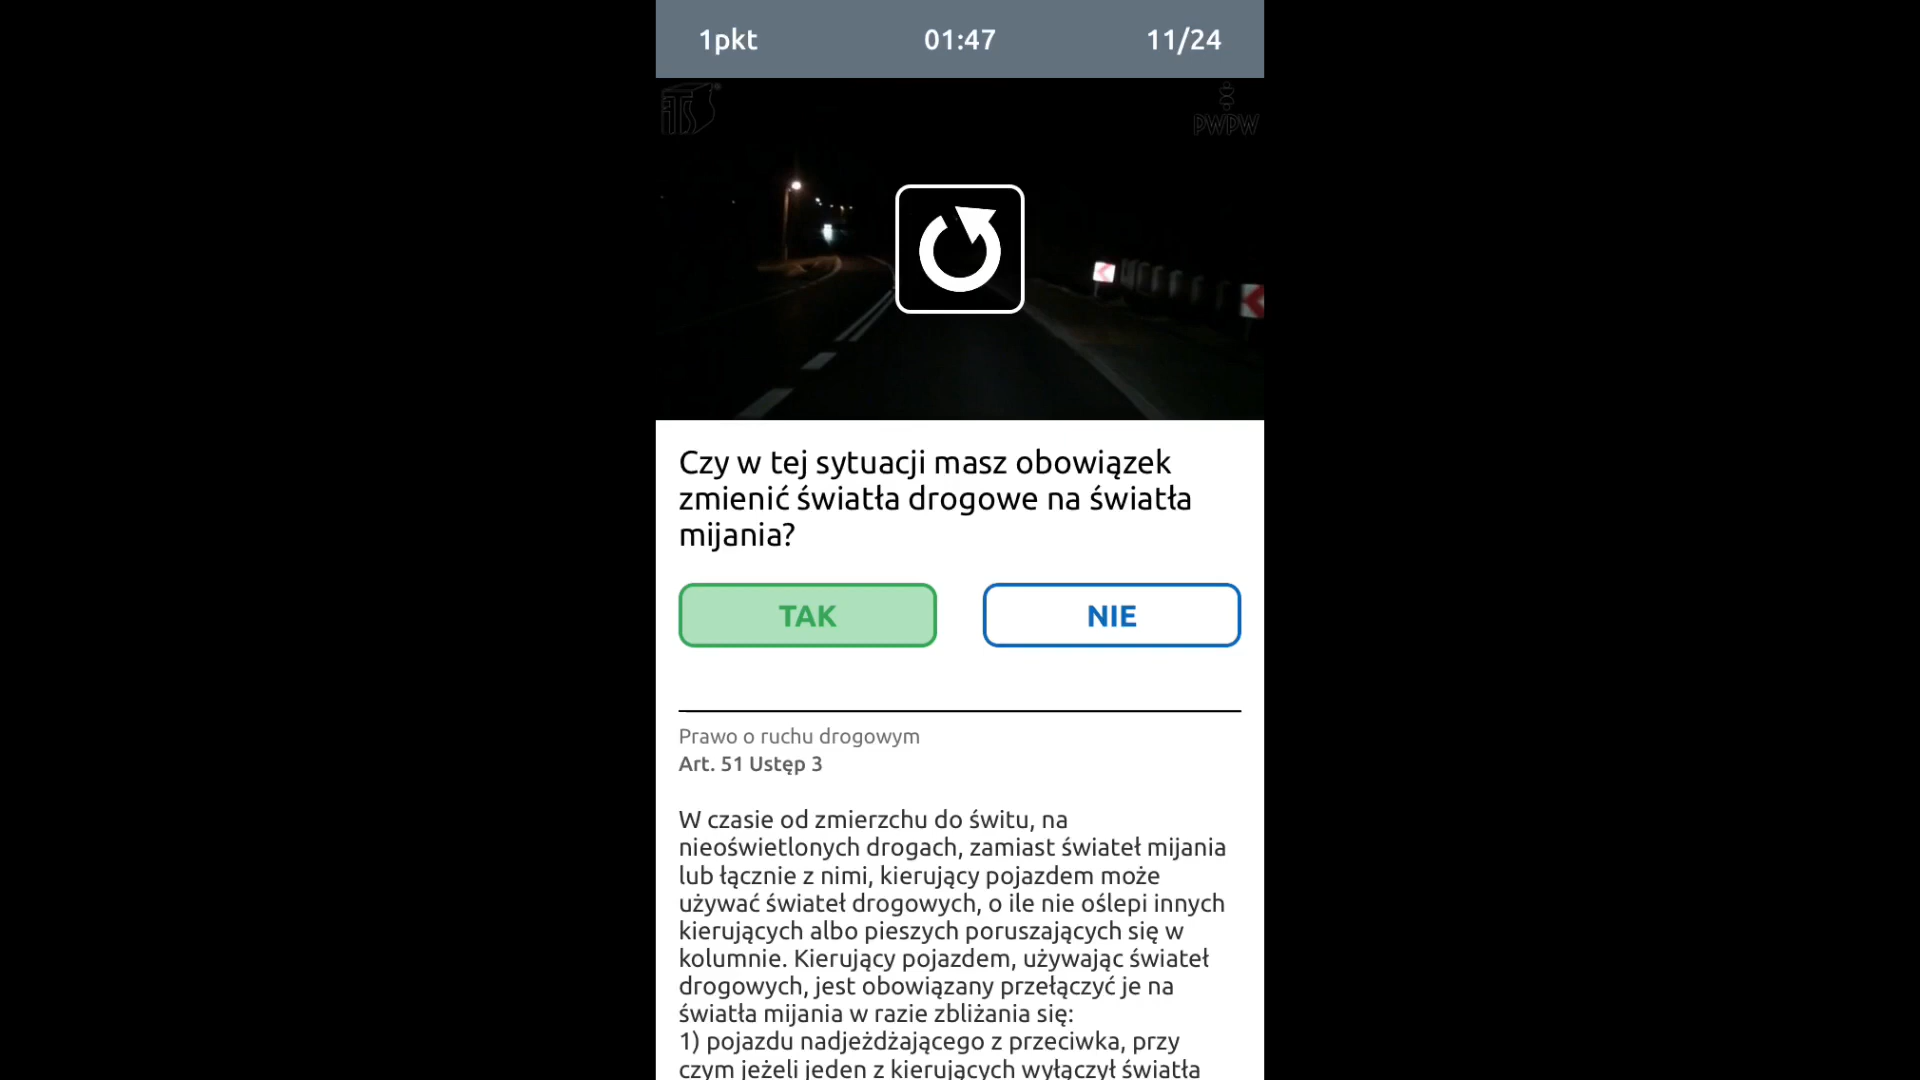 1pkt 01:47 11/24
ITS PWPW
Czy w tej sytuacji masz obowiązek
zmienić światła drogowe na światła
mijania?
TAK NIE
Prawo o ruchu drogowym
Art. 51 Ustęp 3
W czasie od zmierzchu do świtu, na
nieoświetlonych drogach, zamiast świateł mijania
lub łącznie z nimi, kierujący pojazdem może
używać świateł drogowych, o ile nie oślepi innych
kierujących albo pieszych poruszających się w
kolumnie. Kierujący pojazdem, używając świateł
drogowych, jest obowiązany przełączyć je na
światła mijania w razie zbliżania się:
1) pojazdu nadjeżdżającego z przeciwka, przy
czym jeżeli jeden z kierujących wyłączył światła